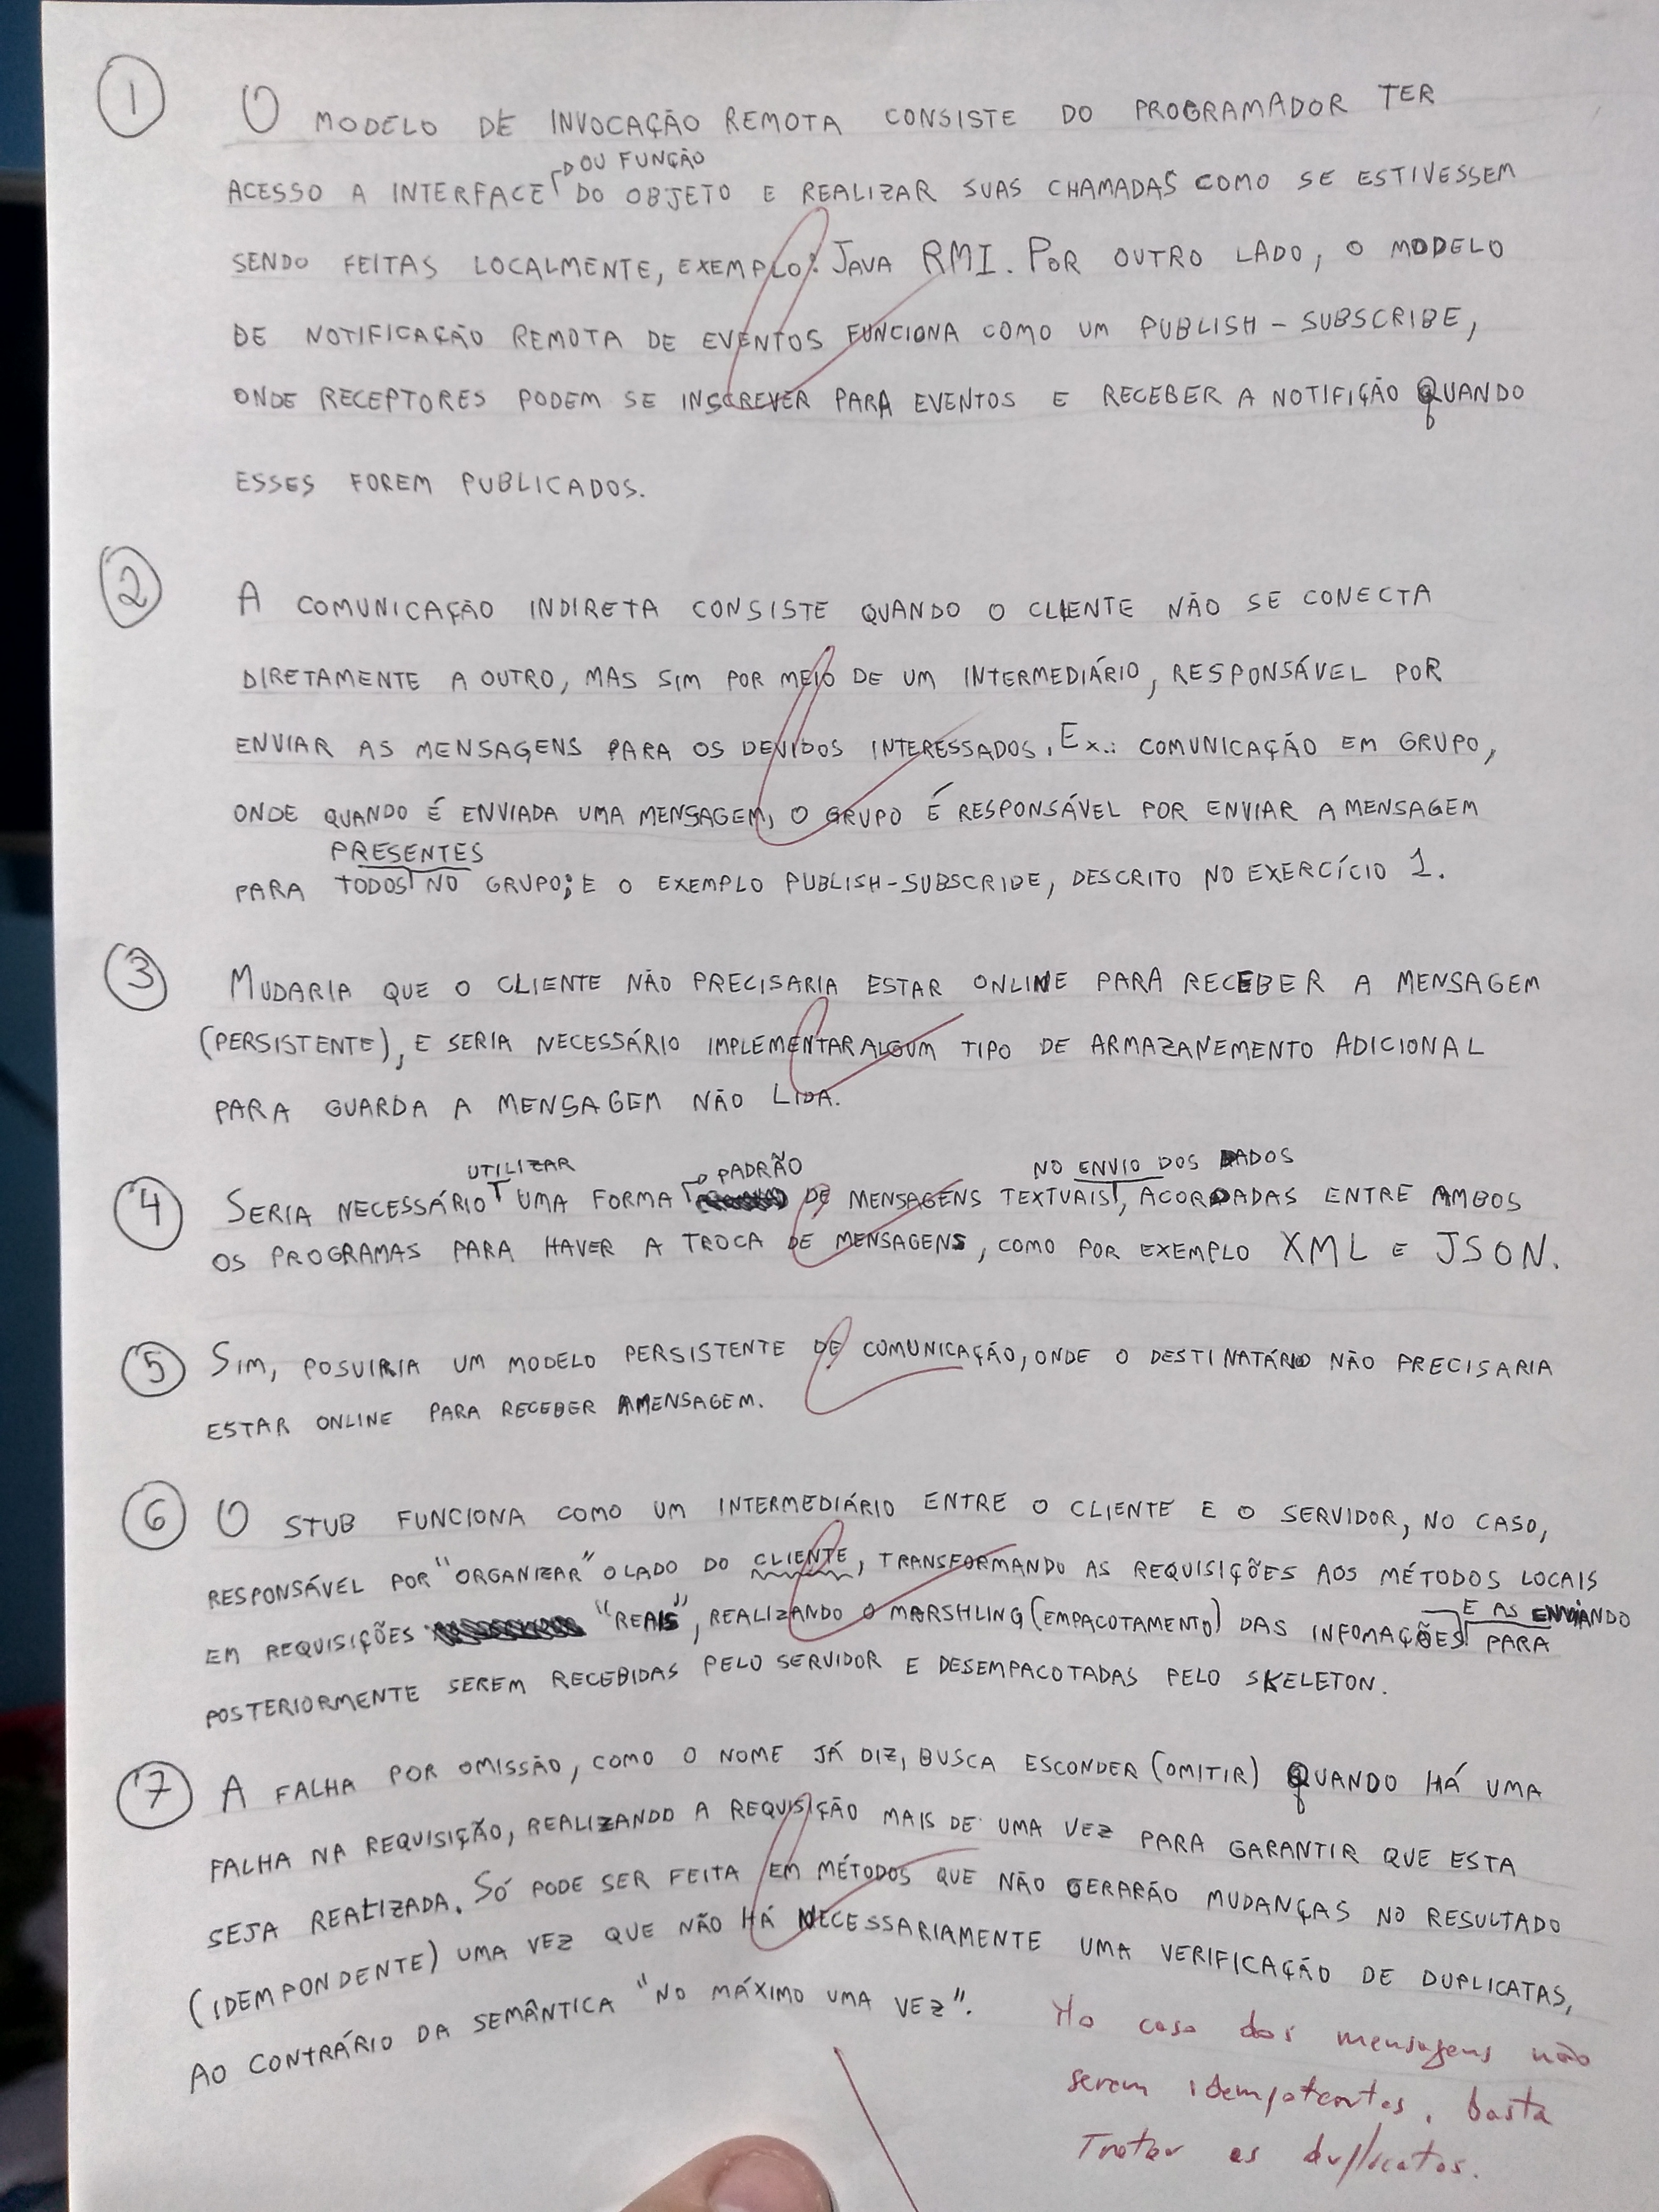 1 O MODELO DE INVOCAÇÃO REMOTA CONSISTE DO PROGRAMADOR TER
OU FUNÇÃO
ACESSO A INTERFACE DO OBJETO E REALIZAR SUAS CHAMADAS COMO SE ESTIVESSEM
SENDO FEITAS LOCALMENTE, EXEMPLO: JAVA RMI. POR OUTRO LADO, O MODELO
DE NOTIFICAÇÃO REMOTA DE EVENTOS FUNCIONA COMO UM PUBLISH-SUBSCRIBE,
ONDE RECEPTORES PODEM SE INSCREVER PARA EVENTOS E RECEBER A NOTIFIÇÃO QUANDO
ESSES FOREM PUBLICADOS.
2 A COMUNICAÇÃO INDIRETA CONSISTE QUANDO O CLIENTE NÃO SE CONECTA
DIRETAMENTE A OUTRO, MAS SIM POR MEIO DE UM INTERMEDIÁRIO, RESPONSÁVEL POR
ENVIAR AS MENSAGENS PARA OS DEVIDOS INTERESSADOS. EX.: COMUNICAÇÃO EM GRUPO,
ONDE QUANDO É ENVIADA UMA MENSAGEM, O GRUPO É RESPONSÁVEL POR ENVIAR A MENSAGEM
PRESENTES
PARA TODOS NO GRUPO; E O EXEMPLO PUBLISH-SUBSCRIBE, DESCRITO NO EXERCÍCIO 1.
3 MUDARIA QUE O CLIENTE NÃO PRECISARIA ESTAR ONLINE PARA RECEBER A MENSAGEM
(PERSISTENTE), E SERIA NECESSÁRIO IMPLEMENTAR ALGUM TIPO DE ARMAZANEMENTO ADICIONAL
PARA GUARDA A MENSAGEM NÃO LIDA.
UTILIZAR PADRÃO NO ENVIO DOS DADOS
4 SERIA NECESSÁRIO UMA FORMA DE MENSAGENS TEXTUAIS, ACORDADAS ENTRE AMBOS
OS PROGRAMAS PARA HAVER A TROCA DE MENSAGENS, COMO POR EXEMPLO XML E JSON.
5 SIM, POSUIRIA UM MODELO PERSISTENTE DE COMUNICAÇÃO, ONDE O DESTINATÁRIO NÃO PRECISARIA
ESTAR ONLINE PARA RECEBER A MENSAGEM.
6 O STUB FUNCIONA COMO UM INTERMEDIÁRIO ENTRE O CLIENTE E O SERVIDOR, NO CASO,
RESPONSÁVEL POR "ORGANIZAR" O LADO DO CLIENTE, TRANSFORMANDO AS REQUISIÇÕES AOS MÉTODOS LOCAIS
E AS ENVIANDO
EM REQUISIÇÕES "REAIS", REALIZANDO O MARSHLING (EMPACOTAMENTO) DAS INFOMAÇÕES PARA
POSTERIORMENTE SEREM RECEBIDAS PELO SERVIDOR E DESEMPACOTADAS PELO SKELETON.
7 A FALHA POR OMISSÃO, COMO O NOME JÁ DIZ, BUSCA ESCONDER (OMITIR) QUANDO HÁ UMA
FALHA NA REQUISIÇÃO, REALIZANDO A REQUISIÇÃO MAIS DE UMA VEZ PARA GARANTIR QUE ESTA
SEJA REALIZADA. SÓ PODE SER FEITA EM MÉTODOS QUE NÃO GERARÃO MUDANÇAS NO RESULTADO
(IDEMPONDENTE) UMA VEZ QUE NÃO HÁ NECESSARIAMENTE UMA VERIFICAÇÃO DE DUPLICATAS,
AO CONTRÁRIO DA SEMÂNTICA "NO MÁXIMO UMA VEZ".
No caso das mensagens não
serem idempotentes, basta
Tratar as duplicatas.